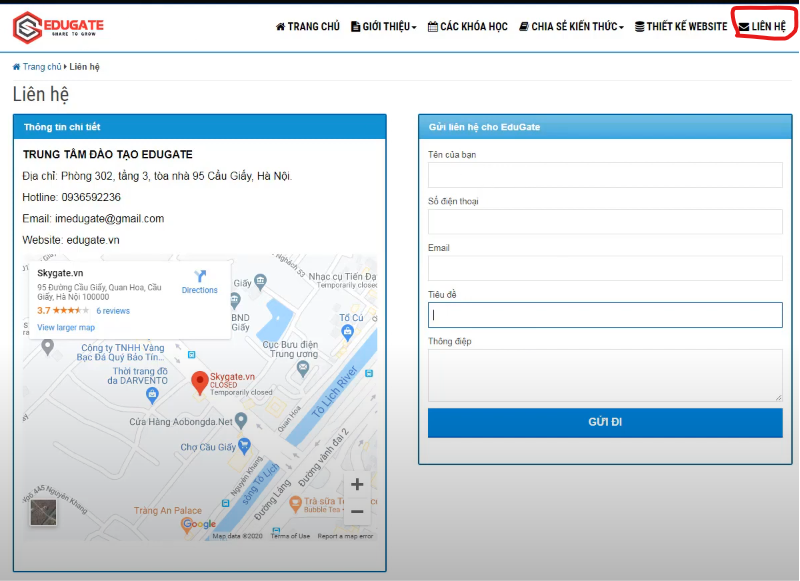 EDUGATE
SHARE TO GROW
TRANG CHỦ
GIỚI THIỆU
CÁC KHÓA HỌC
CHIA SẺ KIẾN THỨC
THIẾT KẾ WEBSITE
LIÊN HỆ
Trang chủ Liên hệ
Liên hệ
Thông tin chi tiết
TRUNG TÂM ĐÀO TẠO EDUGATE
Địa chỉ: Phòng 302, tầng 3, tòa nhà 95 Cầu Giấy, Hà Nội.
Hotline: 0936592236
Email: imedugate@gmail.com
Website: edugate.vn
Skygate.vn
95 Đường Cầu Giấy, Quan Hoa, Cầu
Giấy, Hà Nội 100000
3.7 6 reviews
View larger map
Directions
Nghách 53
Giấy
Nhạc cụ Tiến Đạ
Temporarily closed
BND
Giấy
Tố Cú
Cục Bưu điện
Trung ương
Công ty TNHH Vàng
Bạc Đá Quý Bảo Tín...
Thời trang đồ
da DARVENTO
Skygate.vn
CLOSED
Temporarily closed
Tô Lịch River
Cửa Hàng Aobongda.Net
Quan Hoa
Chợ Cầu Giấy
Nguyễn Khang
sông Tô Lịch
Đường Láng
Đường vành đai 2
Ngõ 4A5 Nguyên Khang
Tràng An Palace
Trà sữa T
Bubble Tea
Google
Map data ©2020 Terms of Use Report a map error
Gửi liên hệ cho EduGate
Tên của bạn
Số điện thoại
Email
Tiêu đề
Thông điệp
GỬI ĐI